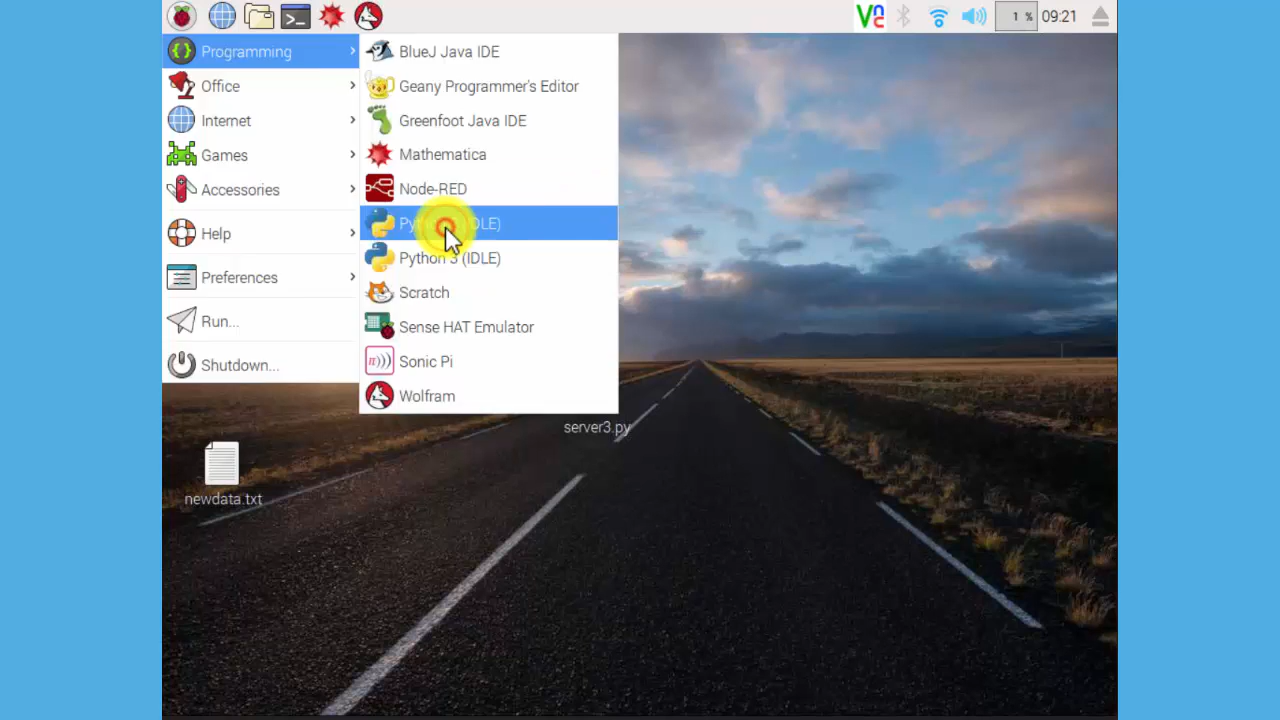 1 %
09:21
Programming
Office
Internet
Games
Accessories
Help
Preferences
Run...
Shutdown...
BlueJ Java IDE
Geany Programmer's Editor
Greenfoot Java IDE
Mathematica
Node-RED
Python 3 (IDLE)
Scratch
Sense HAT Emulator
Sonic Pi
Wolfram
server3.py
newdata.txt